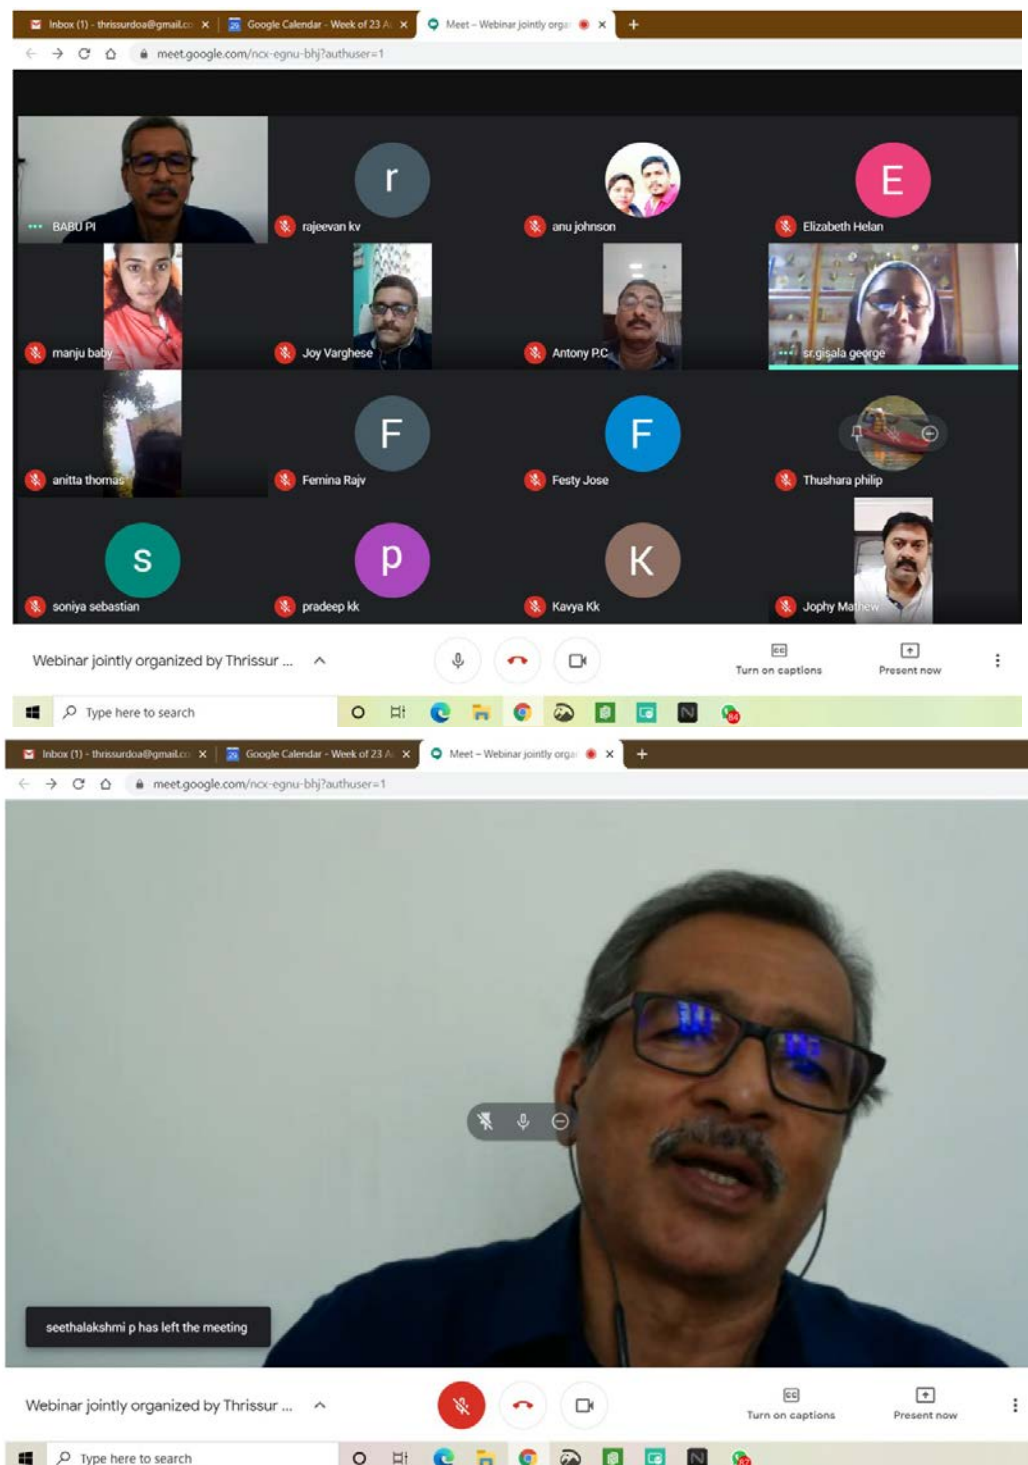 Inbox (1) - thrissurdoa@gmail.co
Google Calendar - Week of 23 A
Meet – Webinar jointly orga
meet.google.com/ncx-egnu-bhj?authuser=1
BABU PI
r
rajeevan kv
anu johnson
E
Elizabeth Helan
manju baby
Joy Varghese
Antony P.C
sr.gisala george
anitta thomas
F
Femina Rajv
F
Festy Jose
Thushara philip
s
soniya sebastian
p
pradeep kk
K
Kavya Kk
Jophy Mathew
Webinar jointly organized by Thrissur ...
Turn on captions
Present now
Type here to search
84
Inbox (1) - thrissurdoa@gmail.co
Google Calendar - Week of 23 A
Meet – Webinar jointly orga
meet.google.com/ncx-egnu-bhj?authuser=1
seethalakshmi p has left the meeting
Webinar jointly organized by Thrissur ...
Turn on captions
Present now
Type here to search